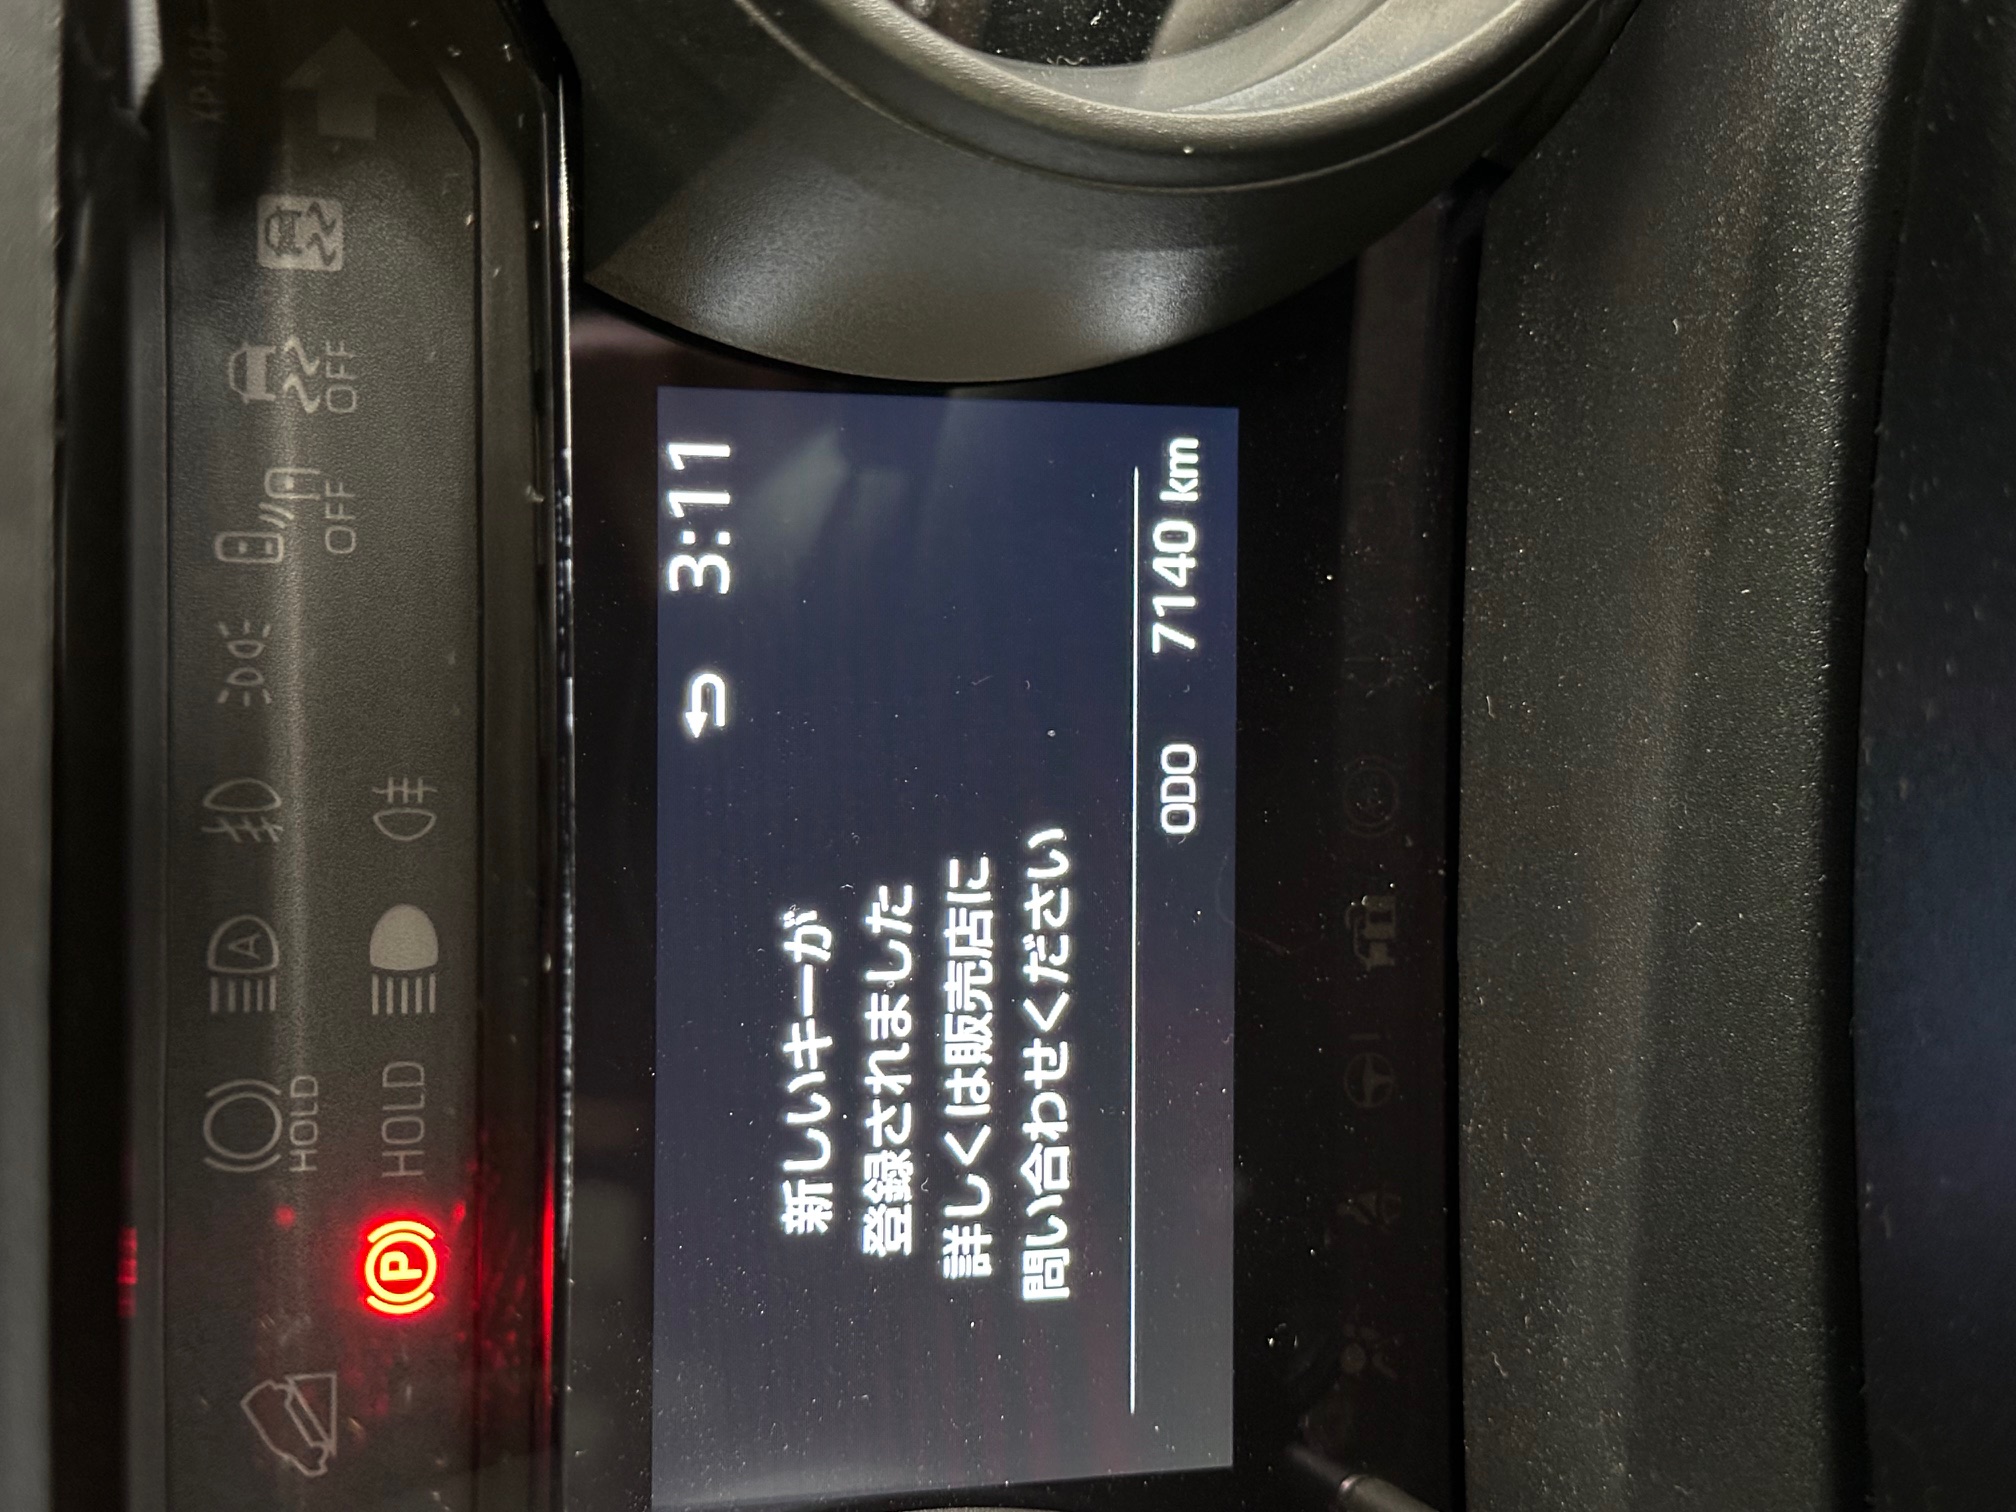 HOLD
A
OFF
OFF
P
HOLD
3:11
新しいキーが
登録されました
詳しくは販売店に
問い合わせください
ODO 7140 km